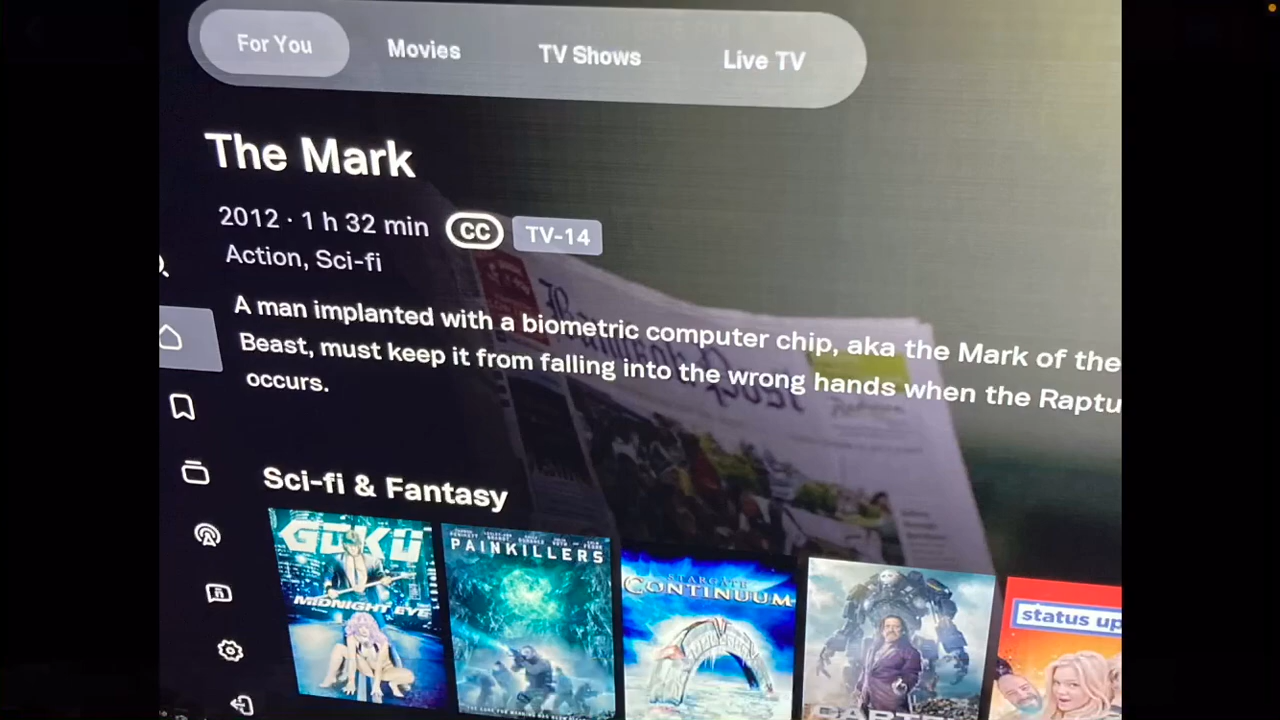 For You
Movies
TV Shows
Live TV
The Mark
2012 · 1 h 32 min CC TV-14
Action, Sci-fi
A man implanted with a biometric computer chip, aka the Mark of the
Beast, must keep it from falling into the wrong hands when the Raptu
occurs.
Sci-fi & Fantasy
GOKÜ
MIDNIGHT EYE
PAINKILLERS
STARGATE
CONTINUUM
status up